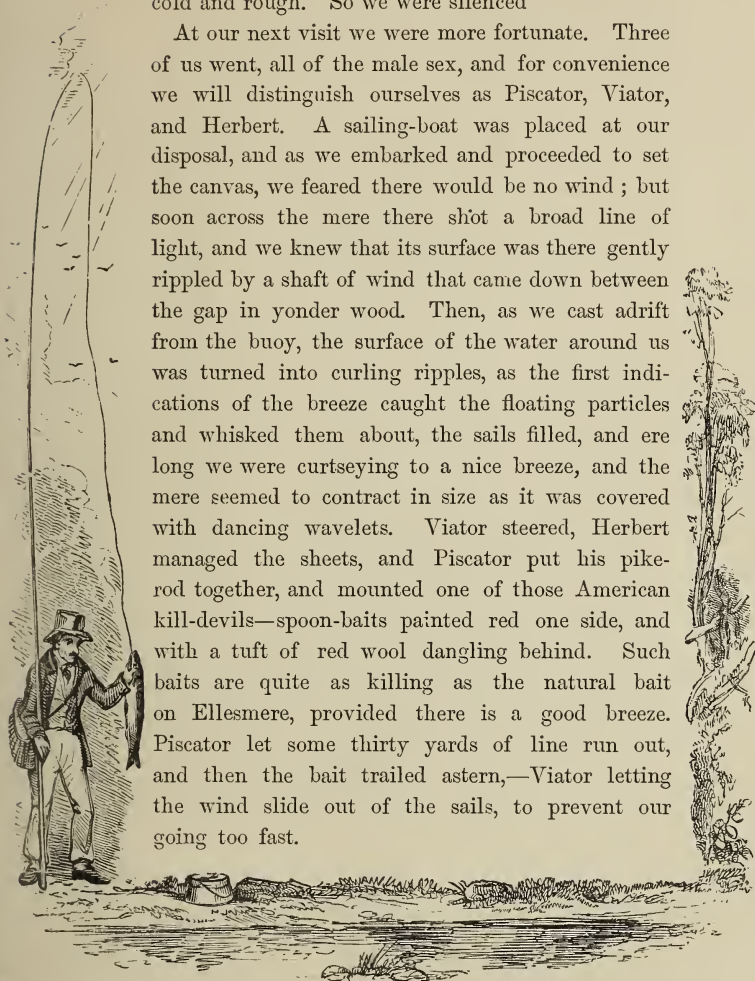 cold and rough. So we were silenced
At our next visit we were more fortunate. Three
of us went, all of the male sex, and for convenience
we will distinguish ourselves as Piscator, Viator,
and Herbert. A sailing-boat was placed at our
disposal, and as we embarked and proceeded to set
the canvas, we feared there would be no wind ; but
soon across the mere there shot a broad line of
light, and we knew that its surface was there gently
rippled by a shaft of wind that came down between
the gap in yonder wood. Then, as we cast adrift
from the buoy, the surface of the water around us
was turned into curling ripples, as the first indi-
cations of the breeze caught the floating particles
and whisked them about, the sails filled, and ere
long we were curtseying to a nice breeze, and the
mere seemed to contract in size as it was covered
with dancing wavelets. Viator steered, Herbert
managed the sheets, and Piscator put his pike-
rod together, and mounted one of those American
kill-devils—spoon-baits painted red one side, and
with a tuft of red wool dangling behind. Such
baits are quite as killing as the natural bait
on Ellesmere, provided there is a good breeze.
Piscator let some thirty yards of line run out,
and then the bait trailed astern,—Viator letting
the wind slide out of the sails, to prevent our
going too fast.